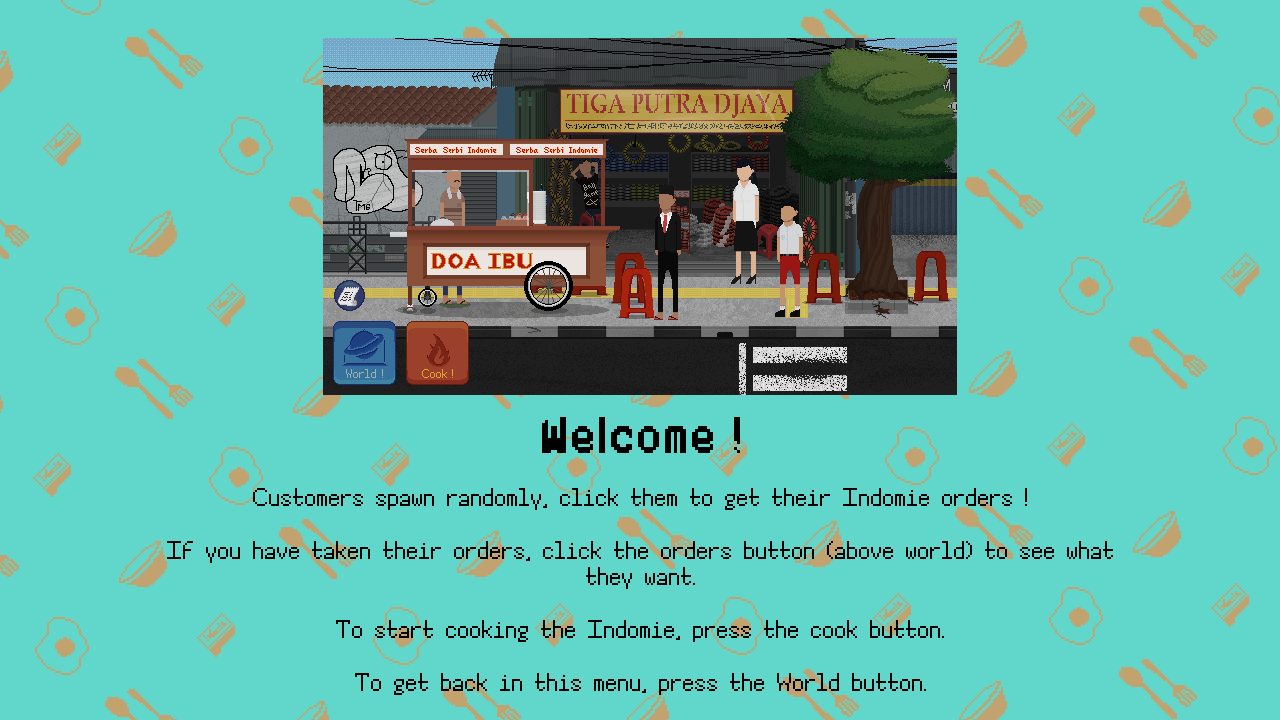 TIGA PUTRA DJAYA
Serba Serbi Indomie
Serba Serbi Indomie
DOA IBU
World !
Cook !
Welcome !
Customers spawn randomly, click them to get their Indomie orders !
If you have taken their orders, click the orders button (above world) to see what
they want.
To start cooking the Indomie, press the cook button.
To get back in this menu, press the World button.